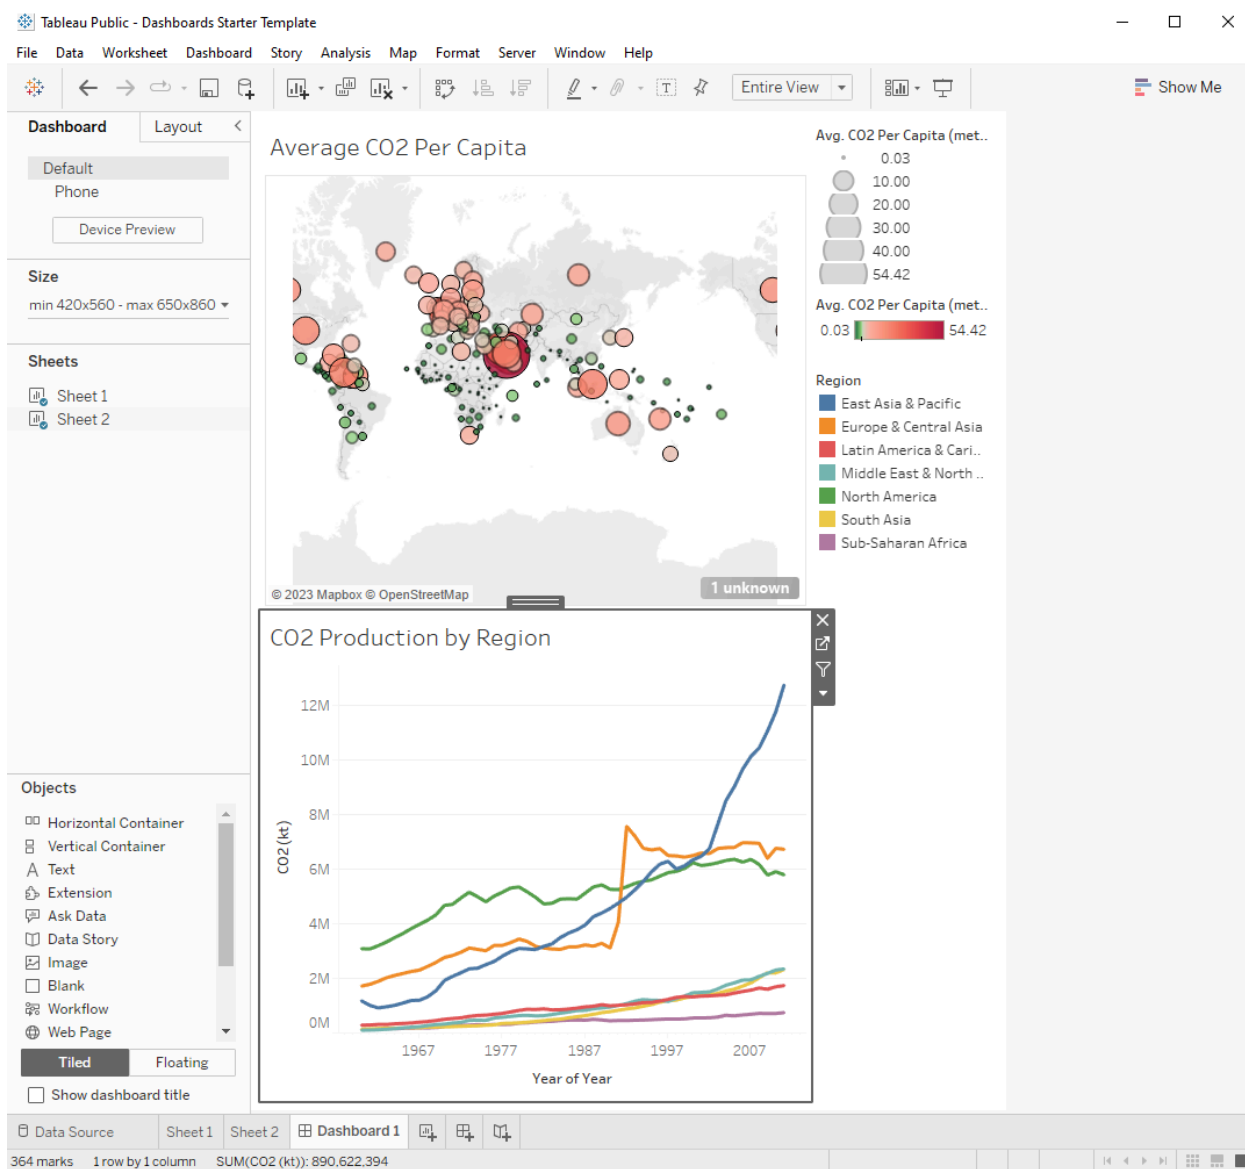 Tableau Public - Dashboards Starter Template
File Data Worksheet Dashboard Story Analysis Map Format Server Window Help
Entire View
Show Me
Dashboard Layout
Default
Phone
Device Preview
Size
min 420x560 - max 650x860
Sheets
Sheet 1
Sheet 2
Objects
Horizontal Container
Vertical Container
Text
Extension
Ask Data
Data Story
Image
Blank
Workflow
Web Page
Tiled Floating
Show dashboard title
Average CO2 Per Capita
© 2023 Mapbox © OpenStreetMap
1 unknown
Avg. CO2 Per Capita (met..
0.03
10.00
20.00
30.00
40.00
54.42
Avg. CO2 Per Capita (met..
0.03 54.42
Region
East Asia & Pacific
Europe & Central Asia
Latin America & Cari..
Middle East & North ..
North America
South Asia
Sub-Saharan Africa
CO2 Production by Region
CO2 (kt)
12M
10M
8M
6M
4M
2M
0M
1967 1977 1987 1997 2007
Year of Year
Data Source Sheet 1 Sheet 2 Dashboard 1
364 marks 1 row by 1 column SUM(CO2 (kt)): 890,622,394